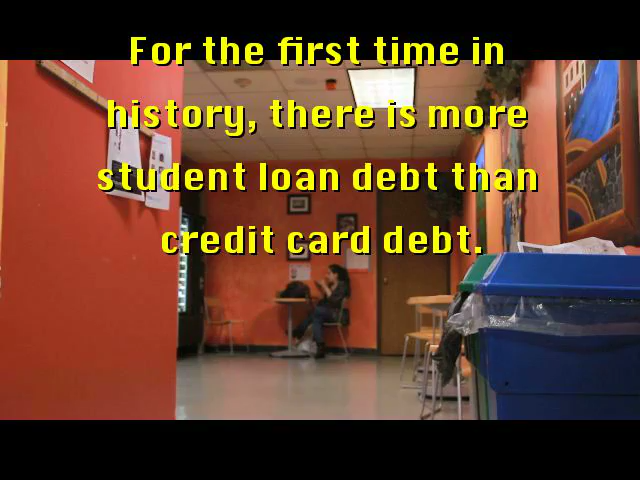 For the first time in
history, there is more
student loan debt than
credit card debt.